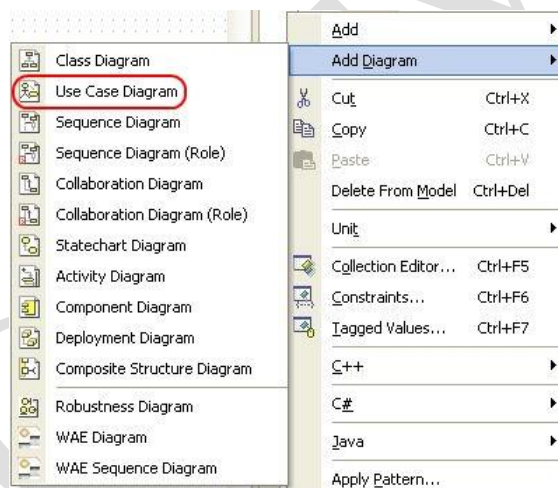 Class Diagram
Use Case Diagram
Sequence Diagram
Sequence Diagram (Role)
Collaboration Diagram
Collaboration Diagram (Role)
Statechart Diagram
Activity Diagram
Component Diagram
Deployment Diagram
Composite Structure Diagram
Robustness Diagram
WAE Diagram
WAE Sequence Diagram
Add
Add Diagram
Cut Ctrl+X
Copy Ctrl+C
Paste Ctrl+V
Delete From Model Ctrl+Del
Unit
Collection Editor... Ctrl+F5
Constraints... Ctrl+F6
Tagged Values... Ctrl+F7
C++
C#
Java
Apply Pattern...